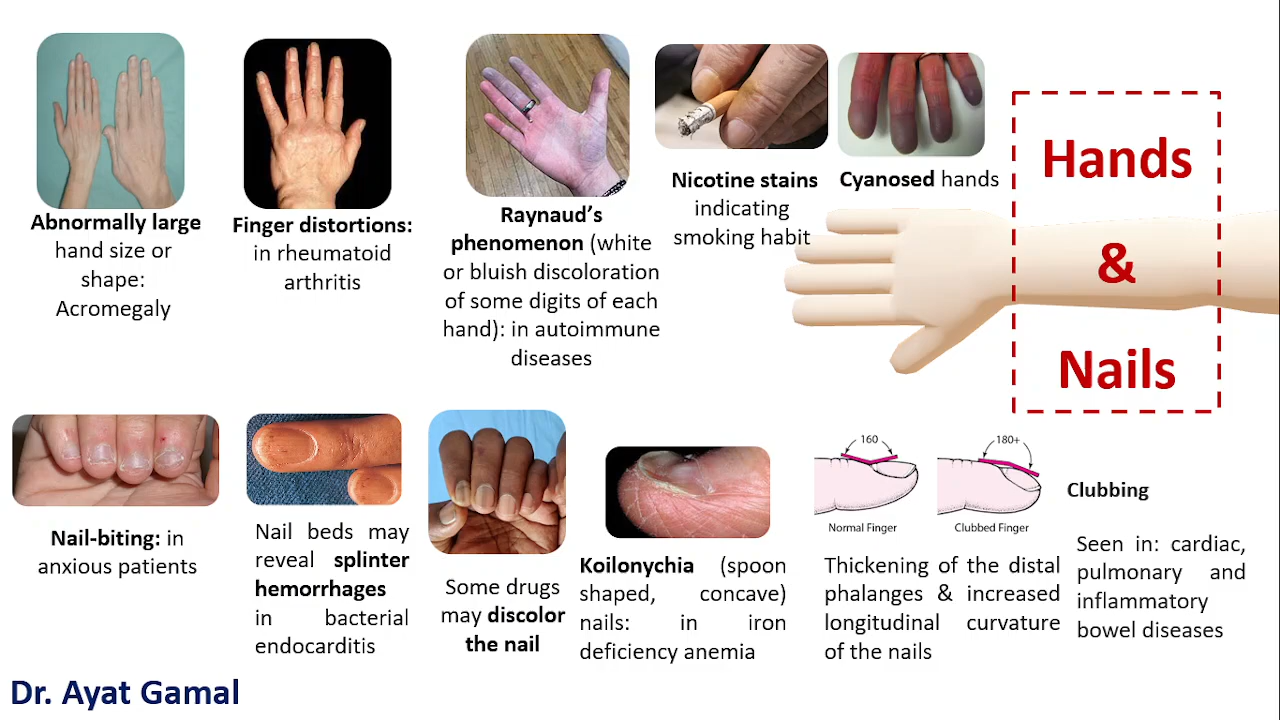 Hands
&
Nails
Abnormally large
hand size or
shape:
Acromegaly
Finger distortions:
in rheumatoid
arthritis
Raynaud's
phenomenon (white
or bluish discoloration
of some digits of each
hand): in autoimmune
diseases
Nicotine stains
indicating
smoking habit
Cyanosed hands
Nail-biting: in
anxious patients
Nail beds may
reveal splinter
hemorrhages
in bacterial
endocarditis
Some drugs
may discolor
the nail
Koilonychia (spoon
shaped, concave)
nails: in iron
deficiency anemia
160
Normal Finger
180+
Clubbed Finger
Thickening of the distal
phalanges & increased
longitudinal curvature
of the nails
Clubbing
Seen in: cardiac,
pulmonary and
inflammatory
bowel diseases
Dr. Ayat Gamal